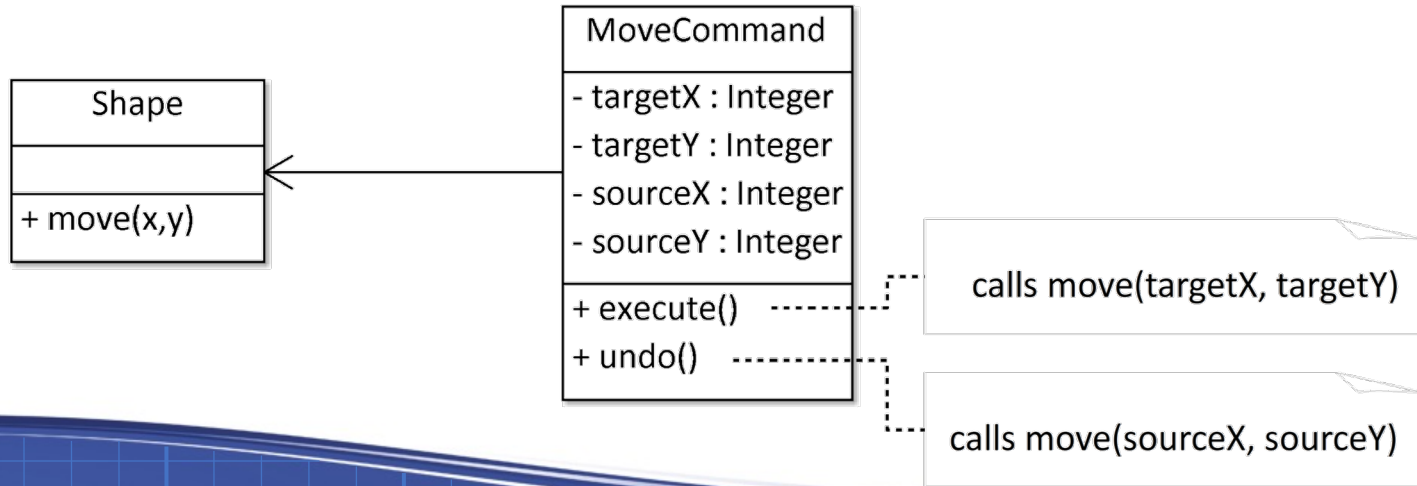 Shape
+ move(x,y)
MoveCommand
- targetX : Integer
- targetY : Integer
- sourceX : Integer
- sourceY : Integer
+ execute()
+ undo()
calls move(targetX, targetY)
calls move(sourceX, sourceY)